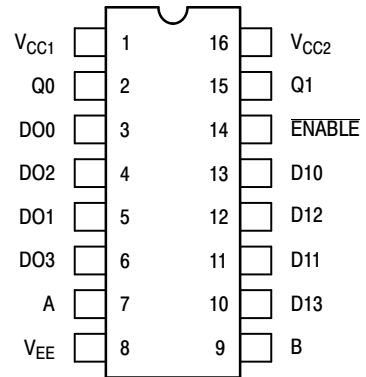 VCC1 1 16 VCC2
Q0 2 15 Q1
DO0 3 14 ENABLE
DO2 4 13 D10
DO1 5 12 D12
DO3 6 11 D11
A 7 10 D13
VEE 8 9 B